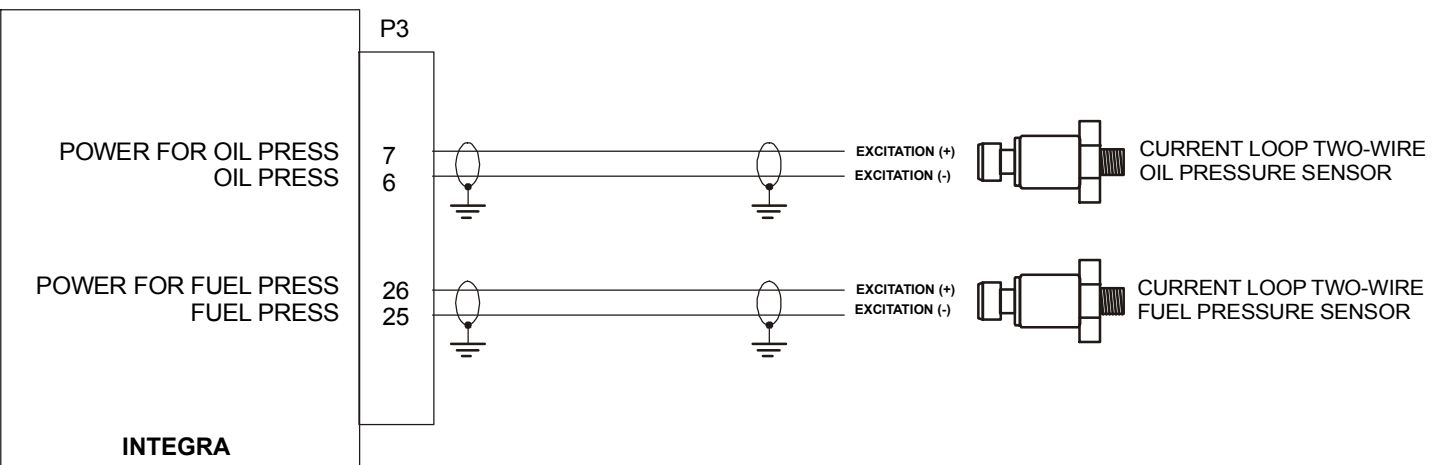 P3
POWER FOR OIL PRESS 7 EXCITATION (+) CURRENT LOOP TWO-WIRE
OIL PRESS 6 EXCITATION (-) OIL PRESSURE SENSOR
POWER FOR FUEL PRESS 26 EXCITATION (+) CURRENT LOOP TWO-WIRE
FUEL PRESS 25 EXCITATION (-) FUEL PRESSURE SENSOR
INTEGRA